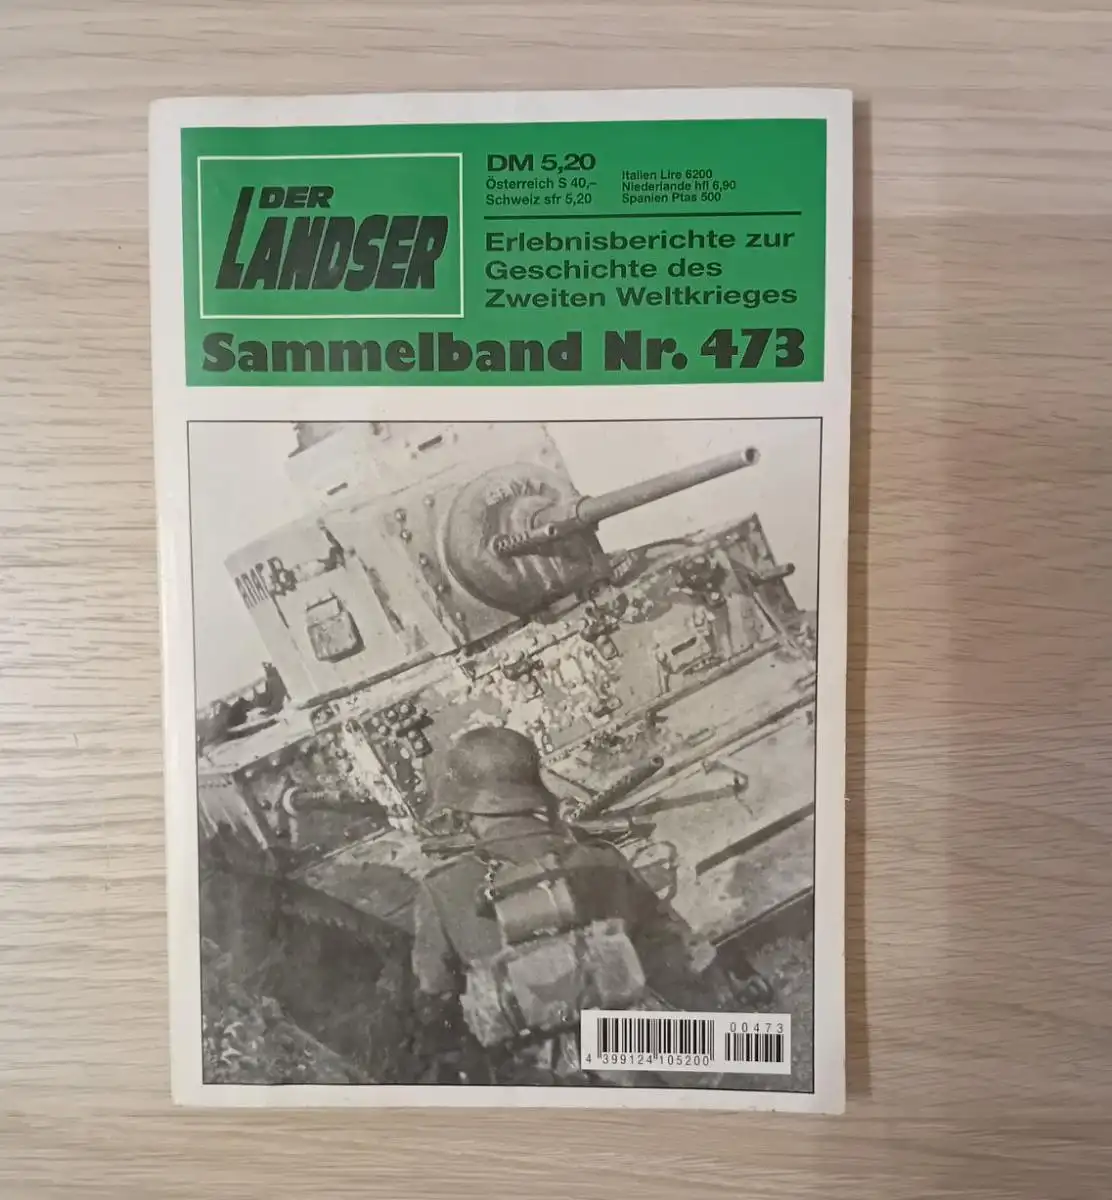 DER
LANDSER
DM 5,20
Österreich S 40,–
Schweiz sfr 5,20
Italien Lire 6200
Niederlande hfl 6,90
Spanien Ptas 500
Erlebnisberichte zur
Geschichte des
Zweiten Weltkrieges
Sammelband Nr. 473
00473
4 399124 105200